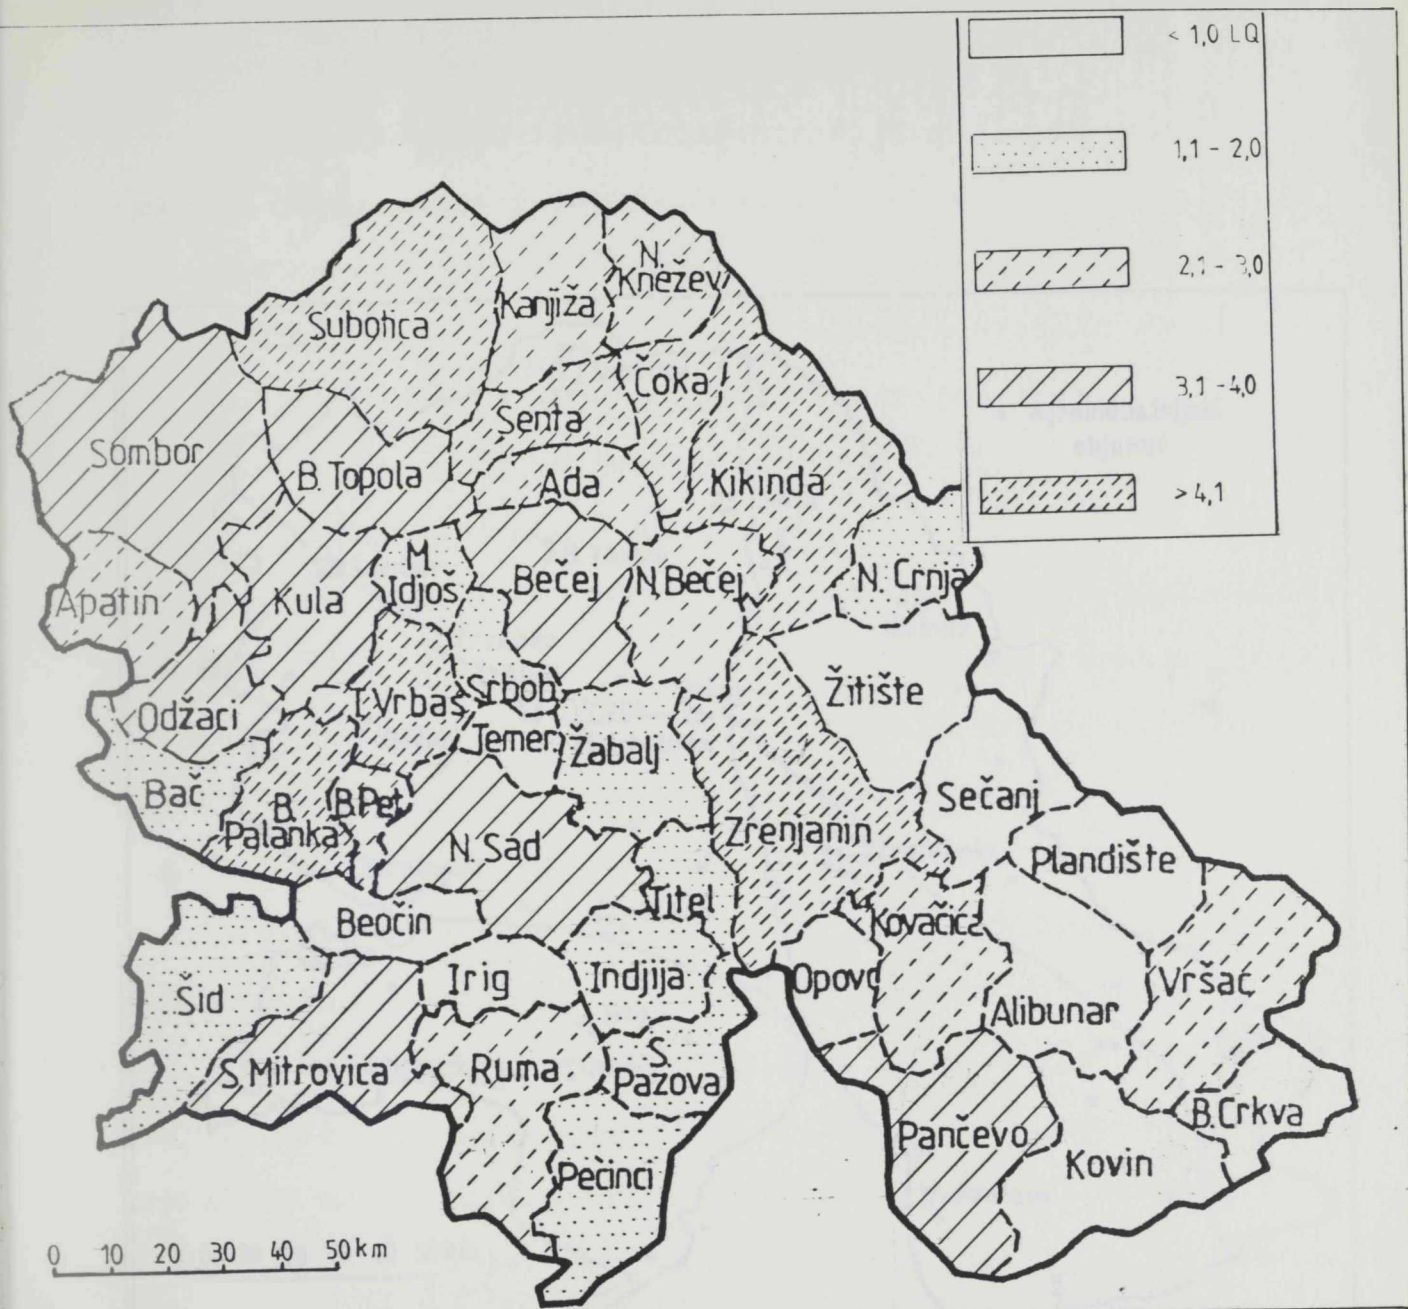 < 1,0 LQ
1,1 - 2,0
2,1 - 3,0
3,1 - 4,0
> 4,1
N.
Knežev
Kanjiža
Subotica
Čoka
Senta
Sombor
B. Topola
Ada
Kikinda
M.
Idjoš
Bečej
N. Bečej
N. Crnja
Apatin
Kula
Žitište
Srbob
Vrbas
Odžaci
Temer
Žabalj
Bač
B.
Palanka
B. Pet
Sečanj
Zrenjanin
N. Sad
Plandište
Titel
Beočin
Kovačica
Irig
Indjija
Opovo
Vršac
Šid
Alibunar
S. Mitrovica
Ruma
S.
Pazova
B. Crkva
Pančevo
Kovin
Pećinci
0 10 20 30 40 50 km